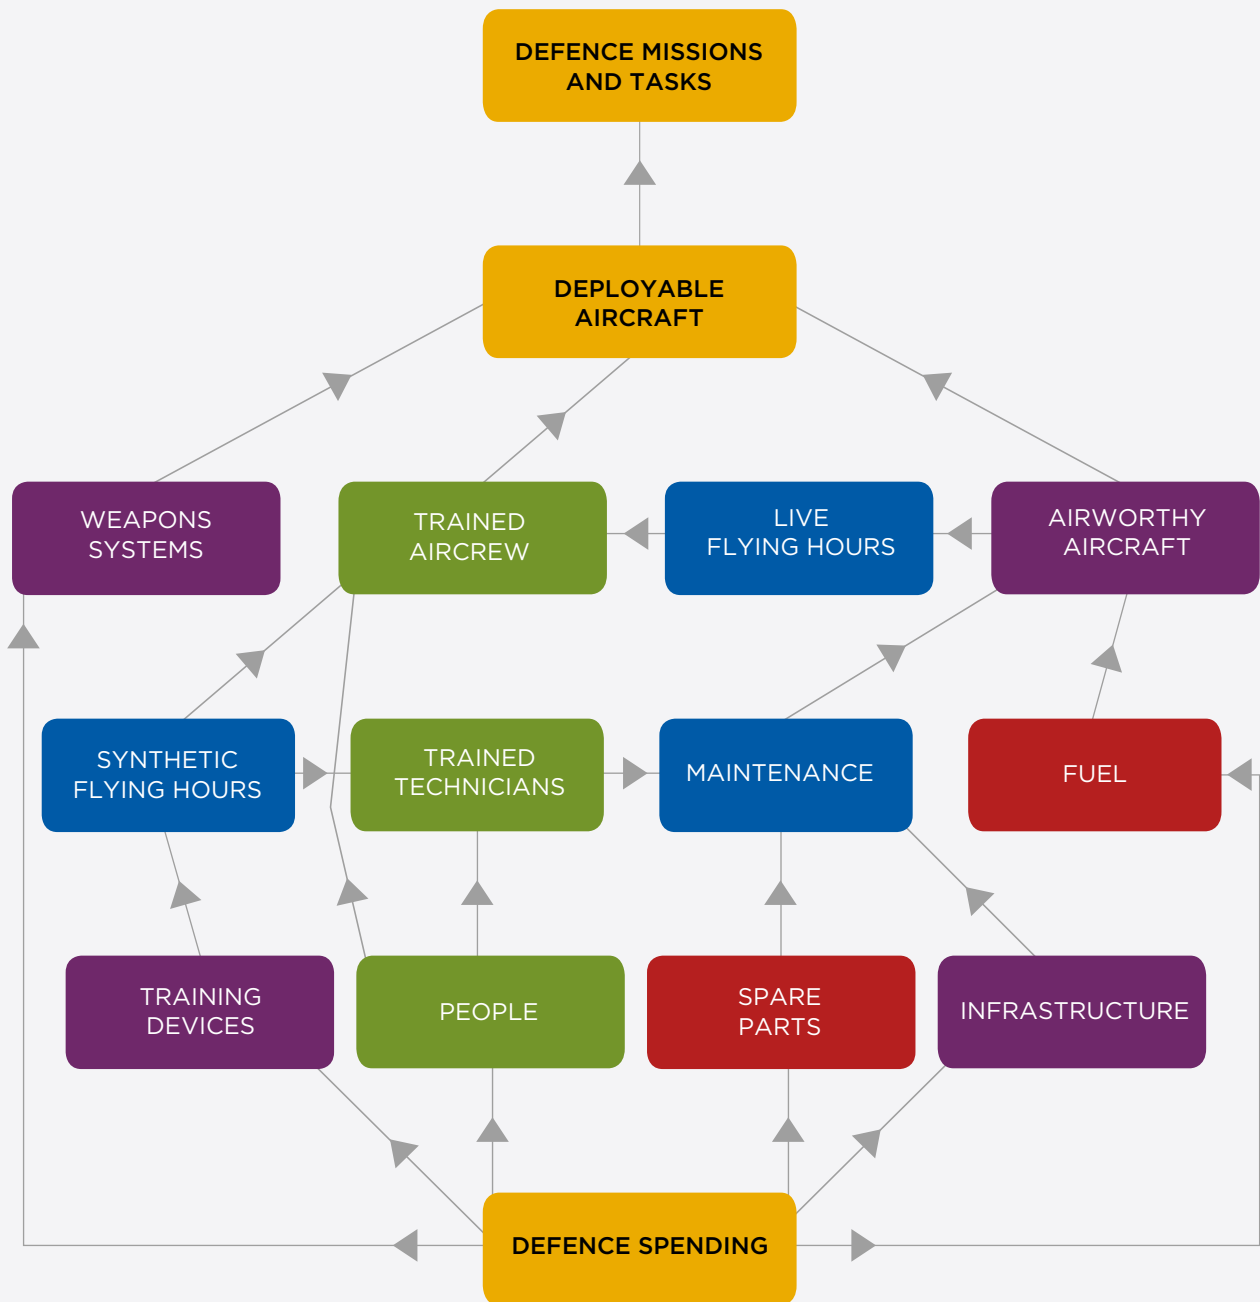 DEFENCE MISSIONS
AND TASKS
DEPLOYABLE
AIRCRAFT
WEAPONS
SYSTEMS
TRAINED
AIRCREW
LIVE
FLYING HOURS
AIRWORTHY
AIRCRAFT
SYNTHETIC
FLYING HOURS
TRAINED
TECHNICIANS
MAINTENANCE
FUEL
TRAINING
DEVICES
PEOPLE
SPARE
PARTS
INFRASTRUCTURE
DEFENCE SPENDING